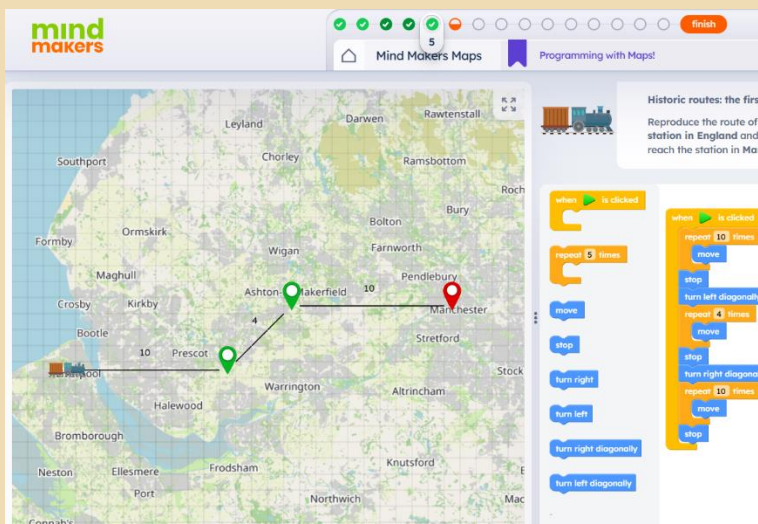 mind
makers
finish
5
Mind Makers Maps
Programming with Maps!
Leyland
Darwen
Rawtenstall
Southport
Chorley
Ramsbottom
Roch
Bury
Bolton
Ormskirk
Formby
Wigan
Farnworth
Maghull
Pendlebury
Ashton- Makerfield
10
Crosby
Kirkby
Manchester
4
Bootle
Stretford
10
Prescot
Stock
Warrington
Altrincham
Halewood
Bromborough
Neston
Ellesmere
Port
Frodsham
Knutsford
Northwich
Mac
Connah's
Historic routes: the firs
Reproduce the route of
station in England and
reach the station in Ma
when is clicked
repeat 5 times
move
stop
turn right
turn left
turn right diagonally
turn left diagonally
when is clicked
repeat 10 times
move
stop
turn left diagonally
repeat 4 times
move
stop
turn right diagona
repeat 10 times
move
stop